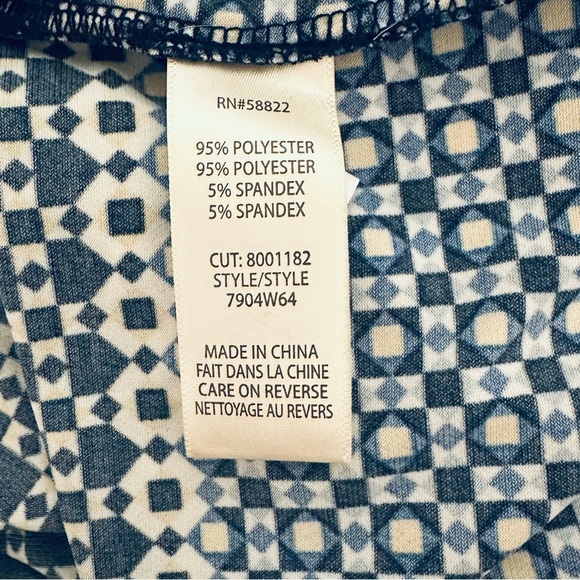 RN#58822
95% POLYESTER
95% POLYESTER
5% SPANDEX
5% SPANDEX
CUT: 8001182
STYLE/STYLE
7904W64
MADE IN CHINA
FAIT DANS LA CHINE
CARE ON REVERSE
NETTOYAGE AU REVERS